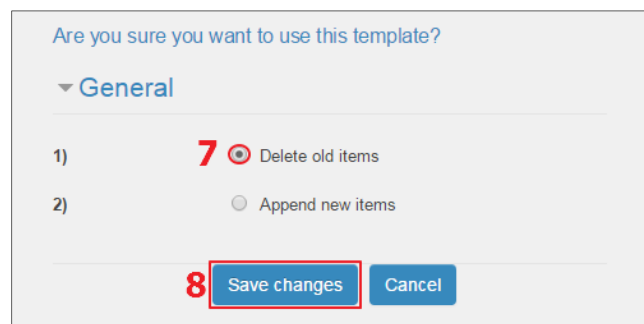 Are you sure you want to use this template?
General
1) 7 Delete old items
2) Append new items
8 Save changes Cancel